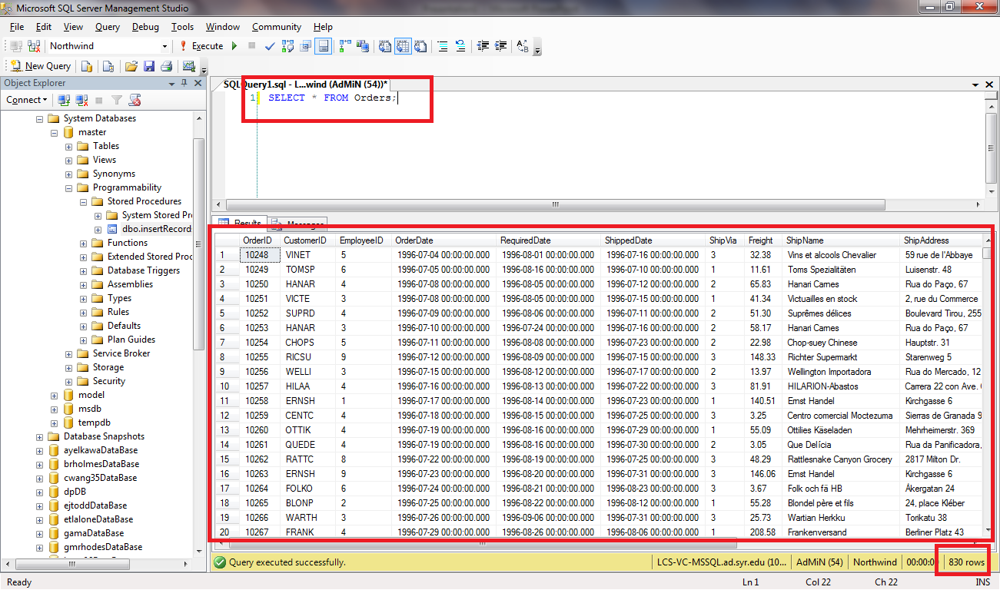 Microsoft SQL Server Management Studio
File Edit View Query Debug Tools Window Community Help
Northwind Execute
New Query
Object Explorer
Connect
System Databases
master
Tables
Views
Synonyms
Programmability
Stored Procedures
System Stored Pr
dbo.insertRecord
Functions
Extended Stored Proc
Database Triggers
Assemblies
Types
Rules
Defaults
Plan Guides
Service Broker
Storage
Security
model
msdb
tempdb
Database Snapshots
ayelkawaDataBase
brholmesDataBase
cwang35DataBase
dpDB
ejtoddDataBase
etlaloneDataBase
gamaDataBase
gmrhodesDataBase
SQLQuery1.sql - L...wind (AdMiN (54))*
1 SELECT * FROM Orders;
Results Messages
OrderID CustomerID EmployeeID OrderDate RequiredDate ShippedDate ShipVia Freight ShipName ShipAddress
1 10248 VINET 5 1996-07-04 00:00:00.000 1996-08-01 00:00:00.000 1996-07-16 00:00:00.000 3 32.38 Vins et alcools Chevalier 59 rue de l'Abbaye
2 10249 TOMSP 6 1996-07-05 00:00:00.000 1996-08-16 00:00:00.000 1996-07-10 00:00:00.000 1 11.61 Toms Spezialitäten Luisenstr. 48
3 10250 HANAR 4 1996-07-08 00:00:00.000 1996-08-05 00:00:00.000 1996-07-12 00:00:00.000 2 65.83 Hanari Carnes Rua do Paço, 67
4 10251 VICTE 3 1996-07-08 00:00:00.000 1996-08-05 00:00:00.000 1996-07-15 00:00:00.000 1 41.34 Victuailles en stock 2, rue du Commerce
5 10252 SUPRD 4 1996-07-09 00:00:00.000 1996-08-06 00:00:00.000 1996-07-11 00:00:00.000 2 51.30 Suprêmes délices Boulevard Tirou, 255
6 10253 HANAR 3 1996-07-10 00:00:00.000 1996-07-24 00:00:00.000 1996-07-16 00:00:00.000 2 58.17 Hanari Carnes Rua do Paço, 67
7 10254 CHOPS 5 1996-07-11 00:00:00.000 1996-08-08 00:00:00.000 1996-07-23 00:00:00.000 2 22.98 Chop-suey Chinese Hauptstr. 31
8 10255 RICSU 9 1996-07-12 00:00:00.000 1996-08-09 00:00:00.000 1996-07-15 00:00:00.000 3 148.33 Richter Supermarkt Starenweg 5
9 10256 WELLI 3 1996-07-15 00:00:00.000 1996-08-12 00:00:00.000 1996-07-17 00:00:00.000 2 13.97 Wellington Importadora Rua do Mercado, 12
10 10257 HILAA 4 1996-07-16 00:00:00.000 1996-08-13 00:00:00.000 1996-07-22 00:00:00.000 3 81.91 HILARION-Abastos Carrera 22 con Ave.
11 10258 ERNSH 1 1996-07-17 00:00:00.000 1996-08-14 00:00:00.000 1996-07-23 00:00:00.000 1 140.51 Ernst Handel Kirchgasse 6
12 10259 CENTC 4 1996-07-18 00:00:00.000 1996-08-15 00:00:00.000 1996-07-25 00:00:00.000 3 3.25 Centro comercial Moctezuma Sierras de Granada 9
13 10260 OTTIK 4 1996-07-19 00:00:00.000 1996-08-16 00:00:00.000 1996-07-29 00:00:00.000 1 55.09 Ottilies Käseladen Mehrheimerstr. 369
14 10261 QUEDE 4 1996-07-19 00:00:00.000 1996-08-16 00:00:00.000 1996-07-30 00:00:00.000 2 3.05 Que Delícia Rua da Panificadora,
15 10262 RATTC 8 1996-07-22 00:00:00.000 1996-08-19 00:00:00.000 1996-07-25 00:00:00.000 3 48.29 Rattlesnake Canyon Grocery 2817 Milton Dr.
16 10263 ERNSH 9 1996-07-23 00:00:00.000 1996-08-20 00:00:00.000 1996-07-31 00:00:00.000 3 146.06 Ernst Handel Kirchgasse 6
17 10264 FOLKO 6 1996-07-24 00:00:00.000 1996-08-21 00:00:00.000 1996-08-23 00:00:00.000 3 3.67 Folk och fä HB Åkergatan 24
18 10265 BLONP 2 1996-07-25 00:00:00.000 1996-08-22 00:00:00.000 1996-08-12 00:00:00.000 1 55.28 Blondel père et fils 24, place Kléber
19 10266 WARTH 3 1996-07-26 00:00:00.000 1996-09-06 00:00:00.000 1996-07-31 00:00:00.000 3 25.73 Wartian Herkku Torikatu 38
20 10267 FRANK 4 1996-07-29 00:00:00.000 1996-08-26 00:00:00.000 1996-08-06 00:00:00.000 1 208.58 Frankenversand Berliner Platz 43
Query executed successfully. LCS-VC-MSSQL.ad.syr.edu (10... AdMiN (54) Northwind 00:00:0 830 rows
Ready Ln 1 Col 22 Ch 22 INS